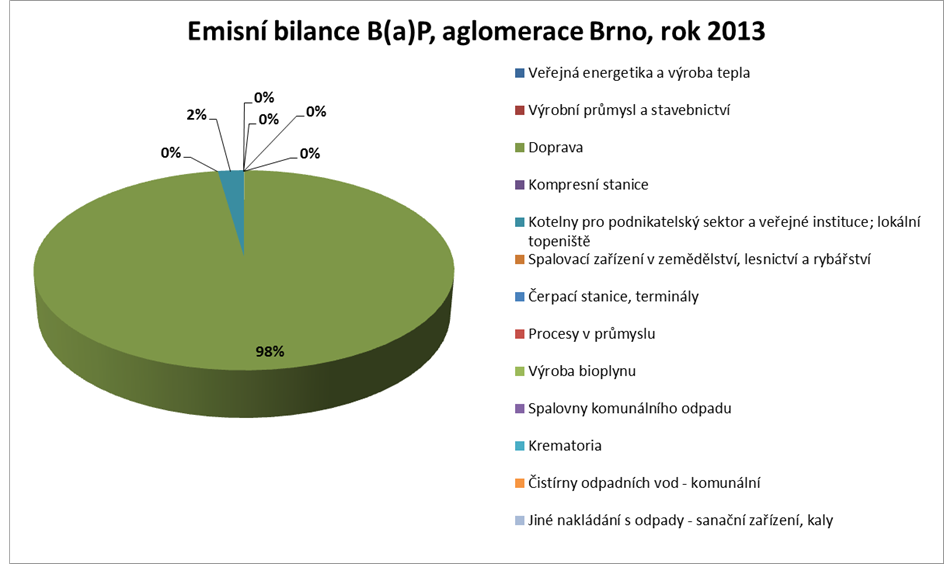 Emisní bilance B(a)P, aglomerace Brno, rok 2013
0%
2%
0%
0%
0%
0%
98%
Veřejná energetika a výroba tepla
Výrobní průmysl a stavebnictví
Doprava
Kompresní stanice
Kotelny pro podnikatelský sektor a veřejné instituce; lokální
topeniště
Spalovací zařízení v zemědělství, lesnictví a rybářství
Čerpací stanice, terminály
Procesy v průmyslu
Výroba bioplynu
Spalovny komunálního odpadu
Krematoria
Čistírny odpadních vod - komunální
Jiné nakládání s odpady - sanační zařízení, kaly